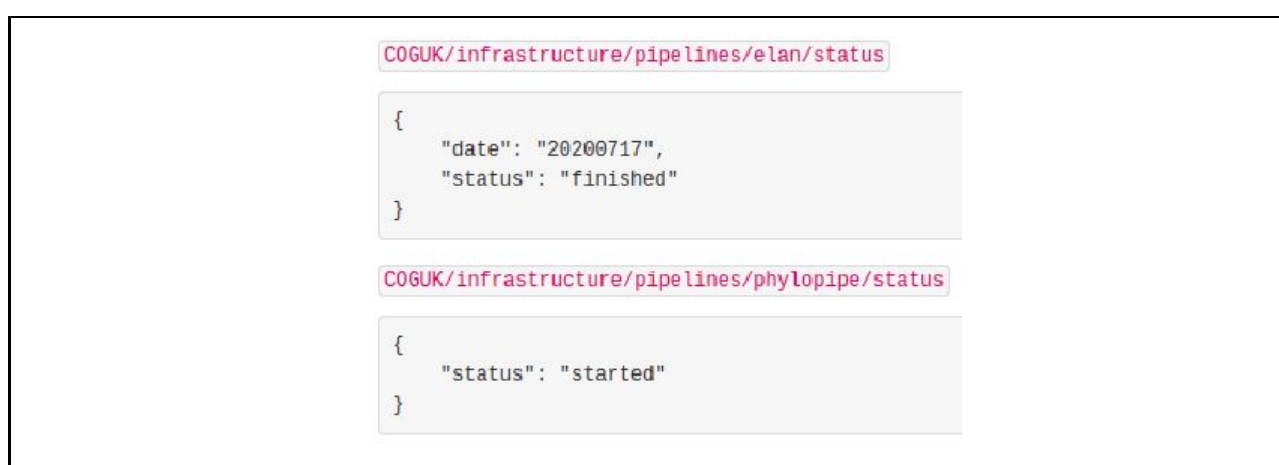 COGUK/infrastructure/pipelines/elan/status
{
    "date": "20200717",
    "status": "finished"
}
COGUK/infrastructure/pipelines/phylopipe/status
{
    "status": "started"
}